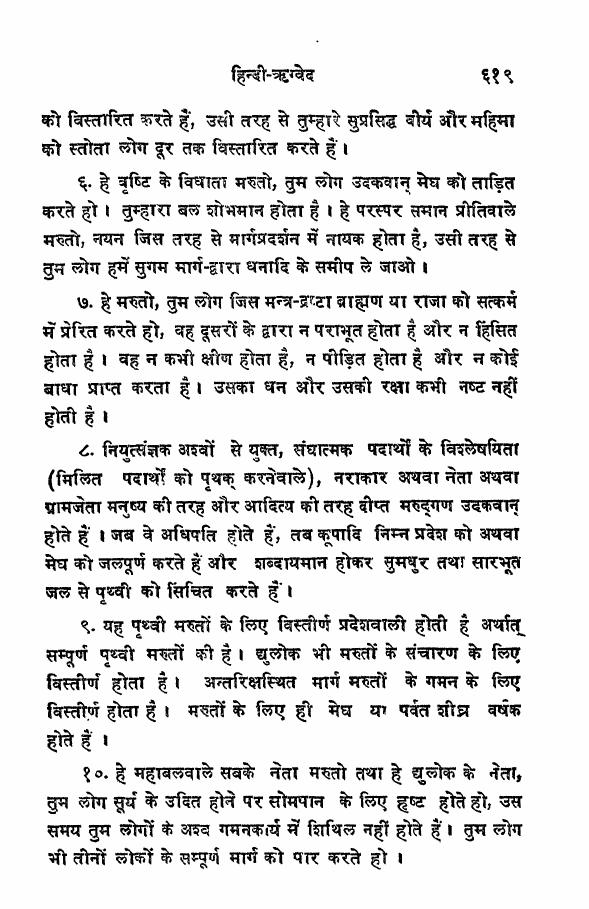 हिन्दी-ऋग्वेद ६१९
को विस्तारित करते हैं, उसी तरह से तुम्हारे सुप्रसिद्ध वीर्य और महिमा
को स्तोता लोग दूर तक विस्तारित करते हैं।
६. हे वृष्टि के विधाता मरुतो, तुम लोग उदकवान् मेघ को ताड़ित
करते हो। तुम्हारा बल शोभमान होता है। हे परस्पर समान प्रीतिवाले
मरुतो, नयन जिस तरह से मार्गप्रदर्शन में नायक होता है, उसी तरह से
तुम लोग हमें सुगम मार्ग-द्वारा धनादि के समीप ले जाओ।
७. हे मरुतो, तुम लोग जिस मन्त्र-द्रष्टा ब्राह्मण या राजा को सत्कर्म
में प्रेरित करते हो, वह दूसरों के द्वारा न पराभूत होता है और न हिंसित
होता है। वह न कभी क्षीण होता है, न पीड़ित होता है और न कोई
बाधा प्राप्त करता है। उसका धन और उसकी रक्षा कभी नष्ट नहीं
होती है।
८. नियुत्संज्ञक अश्वों से युक्त, संघात्मक पदार्थों के विश्लेषयिता
(मिलित पदार्थों को पृथक् करनेवाले), नराकार अथवा नेता अथवा
ग्रामजेता मनुष्य की तरह और आदित्य की तरह दीप्त मरुद्गण उदकवान्
होते हैं। जब वे अधिपति होते हैं, तब कूपादि निम्न प्रदेश को अथवा
मेघ को जलपूर्ण करते हैं और शब्दायमान होकर सुमधुर तथा सारभूत
जल से पृथ्वी को सिंचित करते हैं।
९. यह पृथ्वी मरुतों के लिए विस्तीर्ण प्रदेशवाली होती है अर्थात्
सम्पूर्ण पृथ्वी मरुतों की है। द्युलोक भी मरुतों के संचारण के लिए
विस्तीर्ण होता है। अन्तरिक्षस्थित मार्ग मरुतों के गमन के लिए
विस्तीर्ण होता है। मरुतों के लिए ही मेघ या पर्वत शीघ्र वर्षक
होते हैं।
१०. हे महाबलवाले सबके नेता मरुतो तथा हे द्युलोक के नेता,
तुम लोग सूर्य के उदित होने पर सोमपान के लिए हृष्ट होते हो, उस
समय तुम लोगों के अश्व गमनकार्य में शिथिल नहीं होते हैं। तुम लोग
भी तीनों लोकों के सम्पूर्ण मार्ग को पार करते हो।